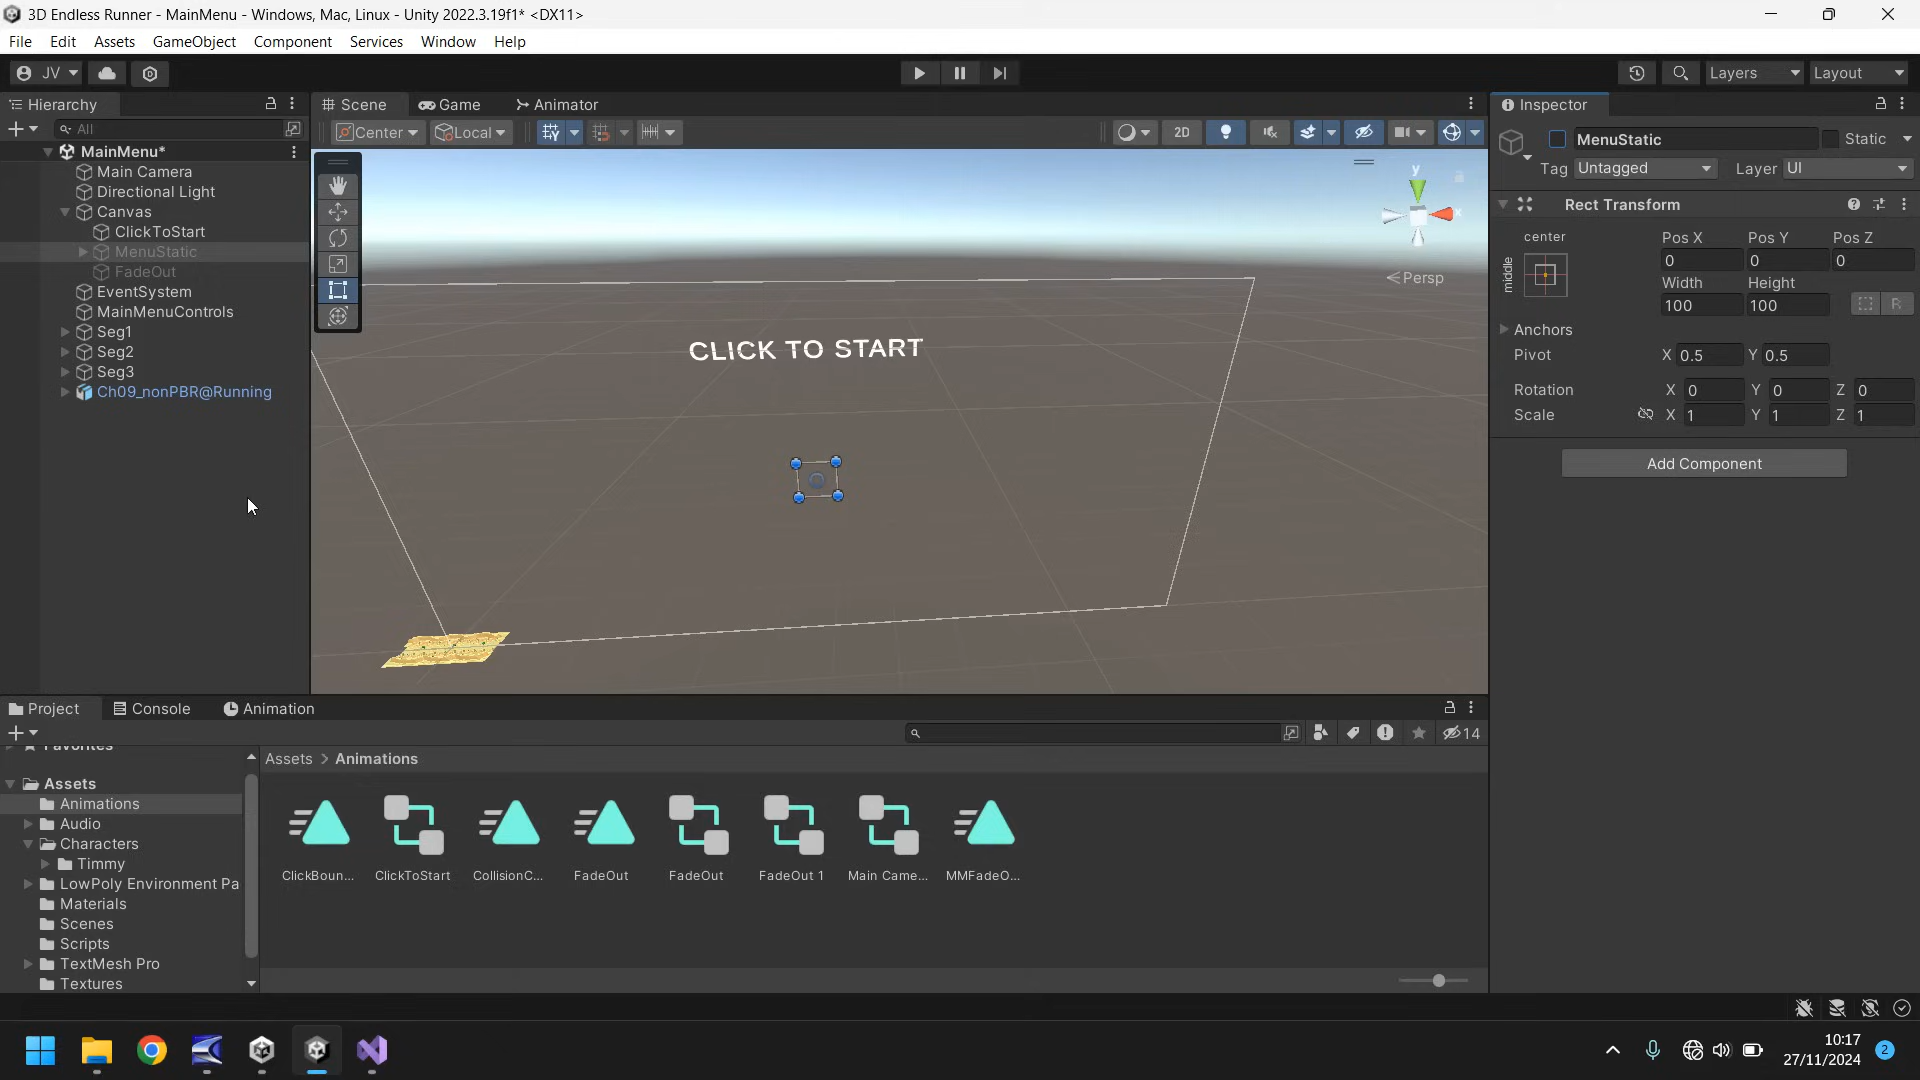 3D Endless Runner - MainMenu - Windows, Mac, Linux - Unity 2022.3.19f1* <DX11>
File Edit Assets GameObject Component Services Window Help
JV Layers Layout
Hierarchy
All
MainMenu*
Main Camera
Directional Light
Canvas
ClickToStart
MenuStatic
FadeOut
EventSystem
MainMenuControls
Seg1
Seg2
Seg3
Ch09_nonPBR@Running
Scene Game Animator
Center Local 2D
y
x
Persp
CLICK TO START
Inspector
MenuStatic Static
Tag Untagged Layer UI
Rect Transform
center Pos X Pos Y Pos Z
middle 0 0 0
Width Height
100 100 R
Anchors
Pivot X 0.5 Y 0.5
Rotation X 0 Y 0 Z 0
Scale X 1 Y 1 Z 1
Add Component
Project Console Animation
14
Favorites
Assets
Animations
Audio
Characters
Timmy
LowPoly Environment Pa
Materials
Scenes
Scripts
TextMesh Pro
Textures
Assets > Animations
ClickBoun... ClickToStart CollisionC... FadeOut FadeOut FadeOut 1 Main Came... MMFadeO...
10:17
27/11/2024 2